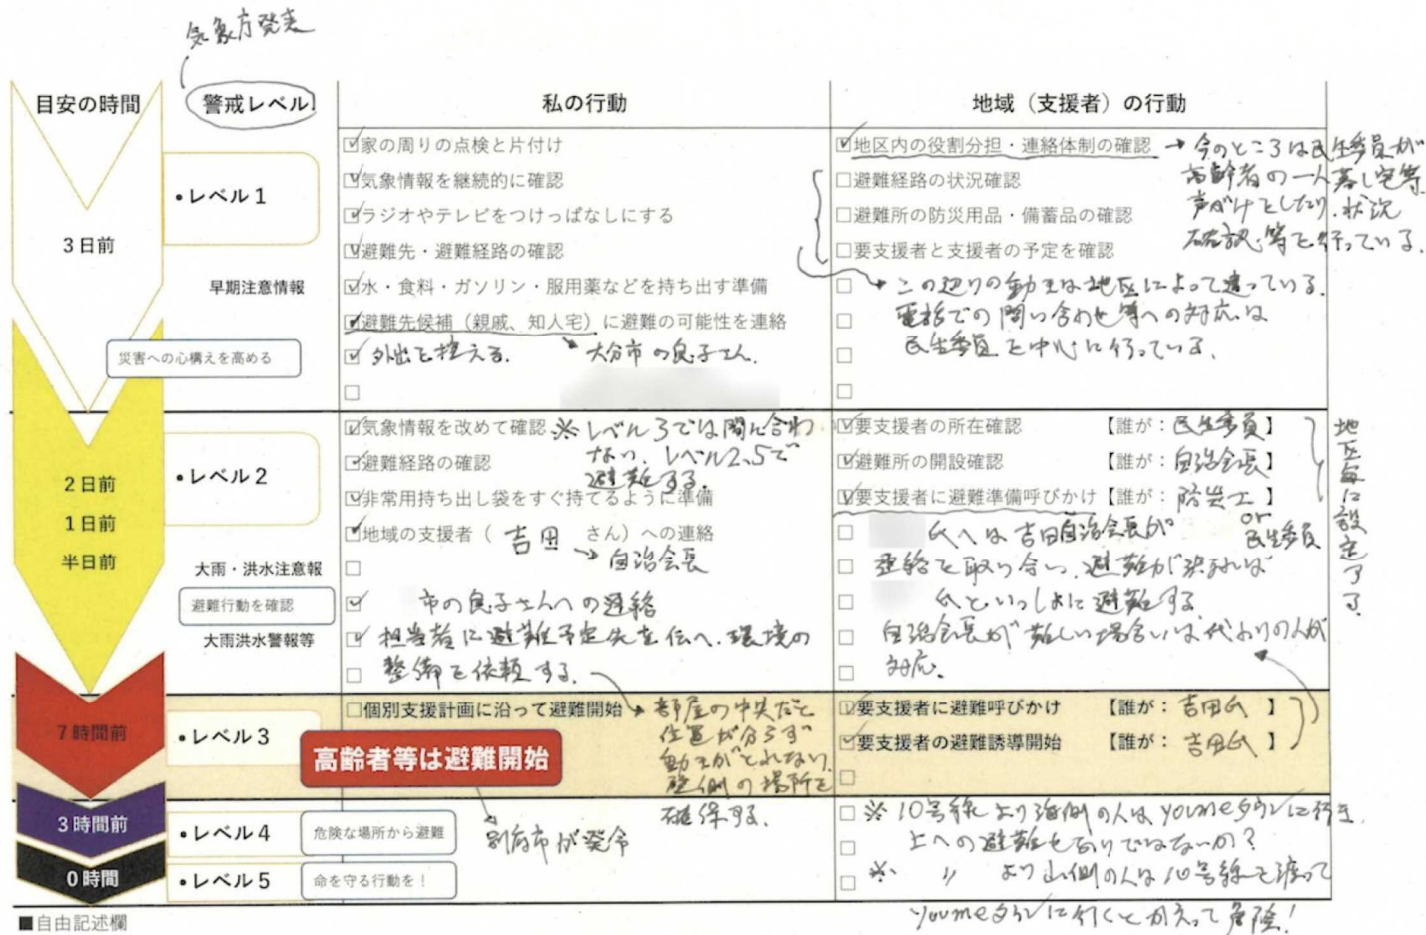 気象庁発表
目安の時間
警戒レベル
私の行動
地域（支援者）の行動
3日前
•レベル1
早期注意情報
災害への心構えを高める
☑家の周りの点検と片付け
☑気象情報を継続的に確認
☑ラジオやテレビをつけっぱなしにする
☑避難先・避難経路の確認
☑水・食料・ガソリン・服用薬などを持ち出す準備
☑避難先候補（親戚、知人宅）に避難の可能性を連絡
☑外出を控える。
大分市の息子さん.
□
☑地区内の役割分担・連絡体制の確認
→今のところは民生委員が
高齢者の一人暮し宅等
声がけをしたり、状況
確認等を行っている.
□避難経路の状況確認
□避難所の防災用品・備蓄品の確認
□要支援者と支援者の予定を確認
□この辺りの動きは地区によって違っている.
□電話での問い合わせ等への対応は
□民生委員を中心に行っている.
□
2日前
1日前
半日前
•レベル2
大雨・洪水注意報
避難行動を確認
大雨洪水警報等
☑気象情報を改めて確認
※レベル3では間に合わ
ない、レベル2.5で
避難する.
☑避難経路の確認
☑非常用持ち出し袋をすぐ持てるように準備
☑地域の支援者（ 吉田 さん）への連絡
→自治会長
□
☑ 市の息子さんへの連絡
☑担当者に避難予定先を伝へ、環境の
□整備を依頼する.
☑要支援者の所在確認 【誰が：民生委員】
☑避難所の開設確認 【誰が：自治会長】
☑要支援者に避難準備呼びかけ【誰が：防災士】
or
民生委員
地区毎に設定了了.
□ 氏へは吉田自治会長が
□連絡を取り合い、避難が決まれば
□ 氏といっしょに避難する
□自治会長が難しい場合いは代わりの人が
□対応.
7時間前
•レベル3
高齢者等は避難開始
□個別支援計画に沿って避難開始
部屋の中央だと
位置が分らず
動きがとれない.
壁側の場所を
確保する.
☑要支援者に避難呼びかけ 【誰が：吉田氏】
☑要支援者の避難誘導開始 【誰が：吉田氏】
□
3時間前
•レベル4
危険な場所から避難
別府市が発令
0時間
•レベル5
命を守る行動を！
□※10号線より海側の人はyoumeタウンに行き
□上への避難もありではないか?
□※ 〃 より山側の人は10号線を渡って
youmeタウンに行くとかえって危険!
■自由記述欄